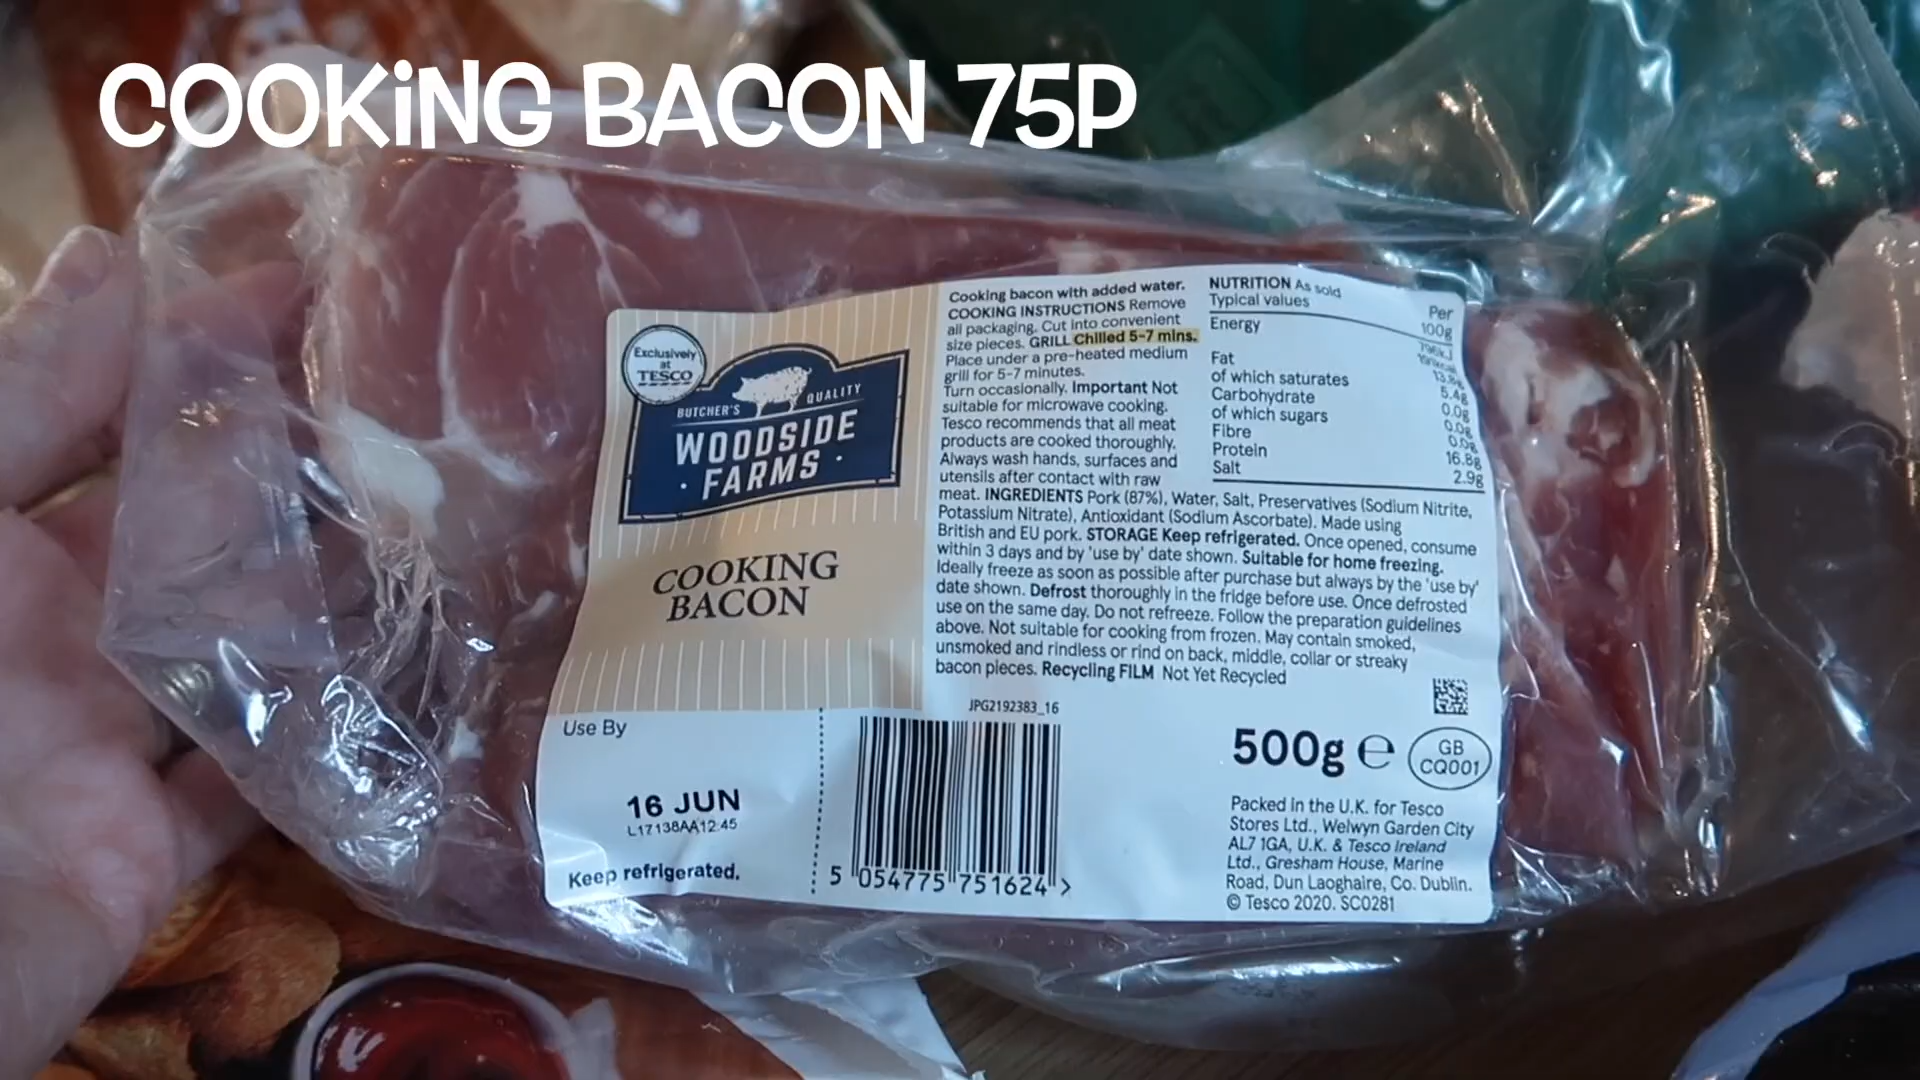 COOKING BACON 75P
Exclusively
at
TESCO
BUTCHER'S QUALITY
WOODSIDE
· FARMS ·
COOKING
BACON
Cooking bacon with added water.
COOKING INSTRUCTIONS Remove
all packaging. Cut into convenient
size pieces. GRILL Chilled 5-7 mins.
Place under a pre-heated medium
grill for 5-7 minutes.
Turn occasionally. Important Not
suitable for microwave cooking.
Tesco recommends that all meat
products are cooked thoroughly.
Always wash hands, surfaces and
utensils after contact with raw
meat. INGREDIENTS Pork (87%), Water, Salt, Preservatives (Sodium Nitrite,
Potassium Nitrate), Antioxidant (Sodium Ascorbate). Made using
British and EU pork. STORAGE Keep refrigerated. Once opened, consume
within 3 days and by 'use by' date shown. Suitable for home freezing.
Ideally freeze as soon as possible after purchase but always by the 'use by'
date shown. Defrost thoroughly in the fridge before use. Once defrosted
use on the same day. Do not refreeze. Follow the preparation guidelines
above. Not suitable for cooking from frozen. May contain smoked,
unsmoked and rindless or rind on back, middle, collar or streaky
bacon pieces. Recycling FILM Not Yet Recycled
NUTRITION As sold
Typical values Per
100g
Energy
Fat 13.8g
of which saturates 5.4g
Carbohydrate 0.0g
of which sugars 0.0g
Fibre 0.0g
Protein 16.8g
Salt 2.9g
JPG2192383_16
Use By
16 JUN
L17138AA12:45
Keep refrigerated.
5 054775 751624 >
500g e
GB
CQ001
Packed in the U.K. for Tesco
Stores Ltd., Welwyn Garden City
AL7 1GA, U.K. & Tesco Ireland
Ltd., Gresham House, Marine
Road, Dun Laoghaire, Co. Dublin.
© Tesco 2020. SC0281